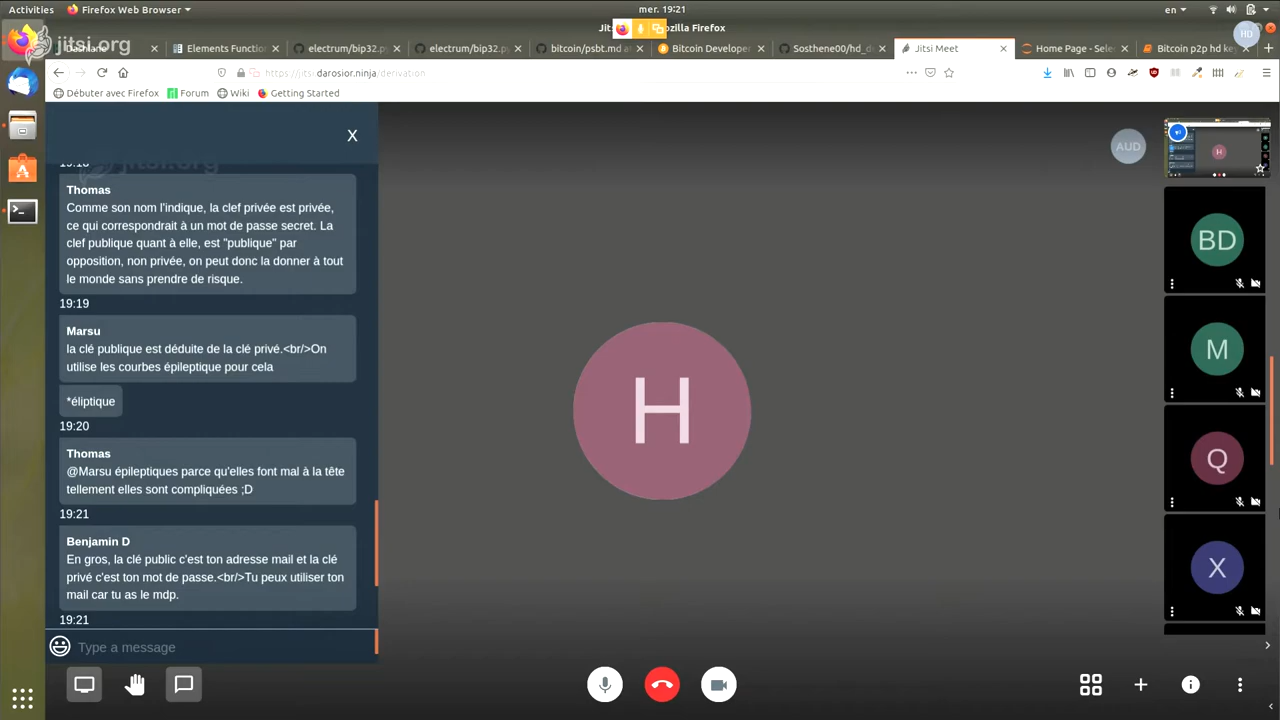 Activities
Firefox Web Browser
mer. 19:21
en
jitsi.org
Elements Function
electrum/bip32.p
electrum/bip32.p
bitcoin/psbt.md a
Bitcoin Developer
Sosthene00/hd_d
Jitsi Meet
Home Page - Sele
Bitcoin p2p hd ke
HD
darosior.ninja/derivation
Débuter avec Firefox
Forum
Wiki
Getting Started
X
jitsi.org
Thomas
Comme son nom l'indique, la clef privée est privée,
ce qui correspondrait à un mot de passe secret. La
clef publique quant à elle, est "publique" par
opposition, non privée, on peut donc la donner à tout
le monde sans prendre de risque.
19:19
Marsu
la clé publique est déduite de la clé privé.<br/>On
utilise les courbes épileptique pour cela
*éliptique
19:20
Thomas
@Marsu épileptiques parce qu'elles font mal à la tête
tellement elles sont compliquées ;D
19:21
Benjamin D
En gros, la clé public c'est ton adresse mail et la clé
privé c'est ton mot de passe.<br/>Tu peux utiliser ton
mail car tu as le mdp.
19:21
Type a message
H
AUD
H
BD
M
Q
X